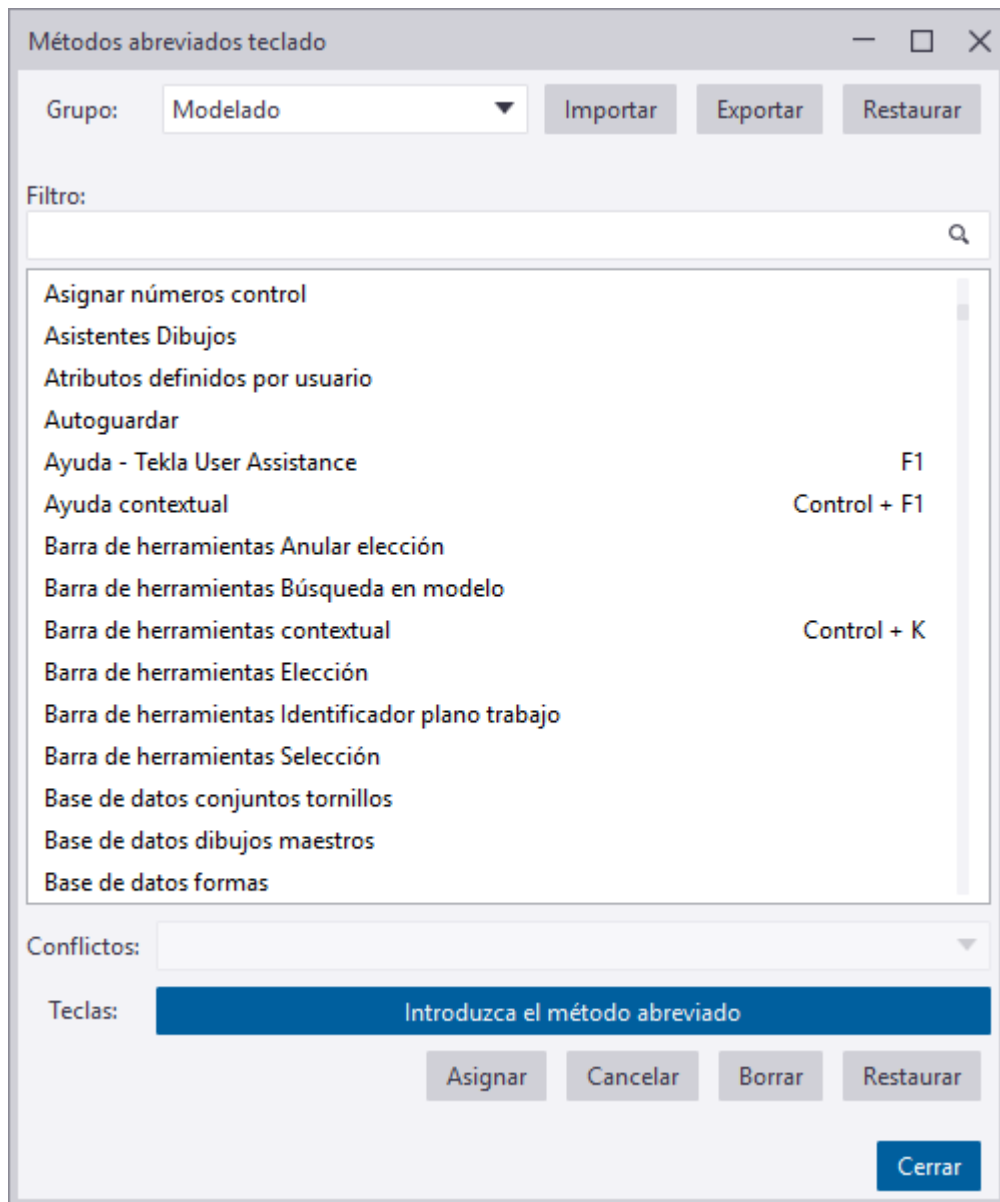 Métodos abreviados teclado
Grupo: Modelado Importar Exportar Restaurar
Filtro:
Asignar números control
Asistentes Dibujos
Atributos definidos por usuario
Autoguardar
Ayuda - Tekla User Assistance F1
Ayuda contextual Control + F1
Barra de herramientas Anular elección
Barra de herramientas Búsqueda en modelo
Barra de herramientas contextual Control + K
Barra de herramientas Elección
Barra de herramientas Identificador plano trabajo
Barra de herramientas Selección
Base de datos conjuntos tornillos
Base de datos dibujos maestros
Base de datos formas
Conflictos:
Teclas: Introduzca el método abreviado
Asignar Cancelar Borrar Restaurar
Cerrar